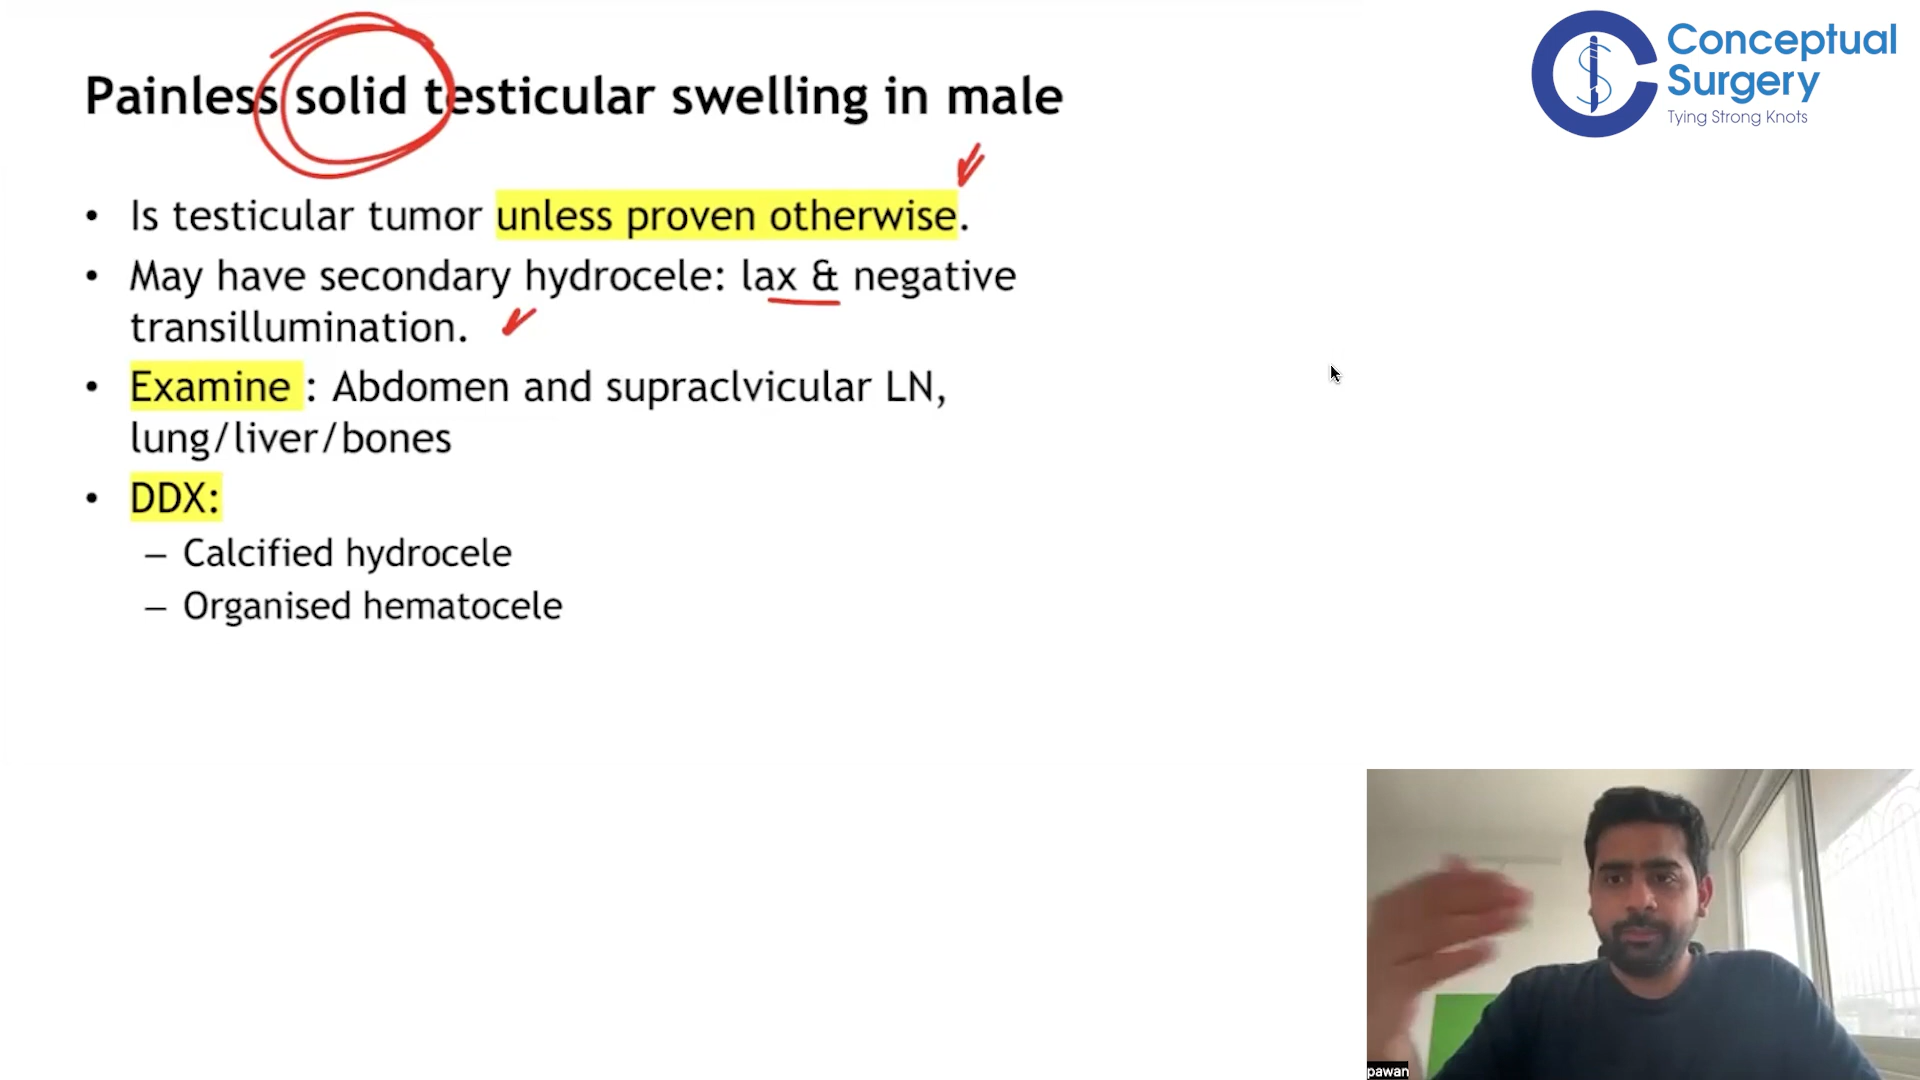 Conceptual
Surgery
Tying Strong Knots
Painless solid testicular swelling in male
• Is testicular tumor unless proven otherwise.
• May have secondary hydrocele: lax & negative
transillumination.
• Examine : Abdomen and supraclvicular LN,
lung/liver/bones
• DDX:
– Calcified hydrocele
– Organised hematocele
pawan